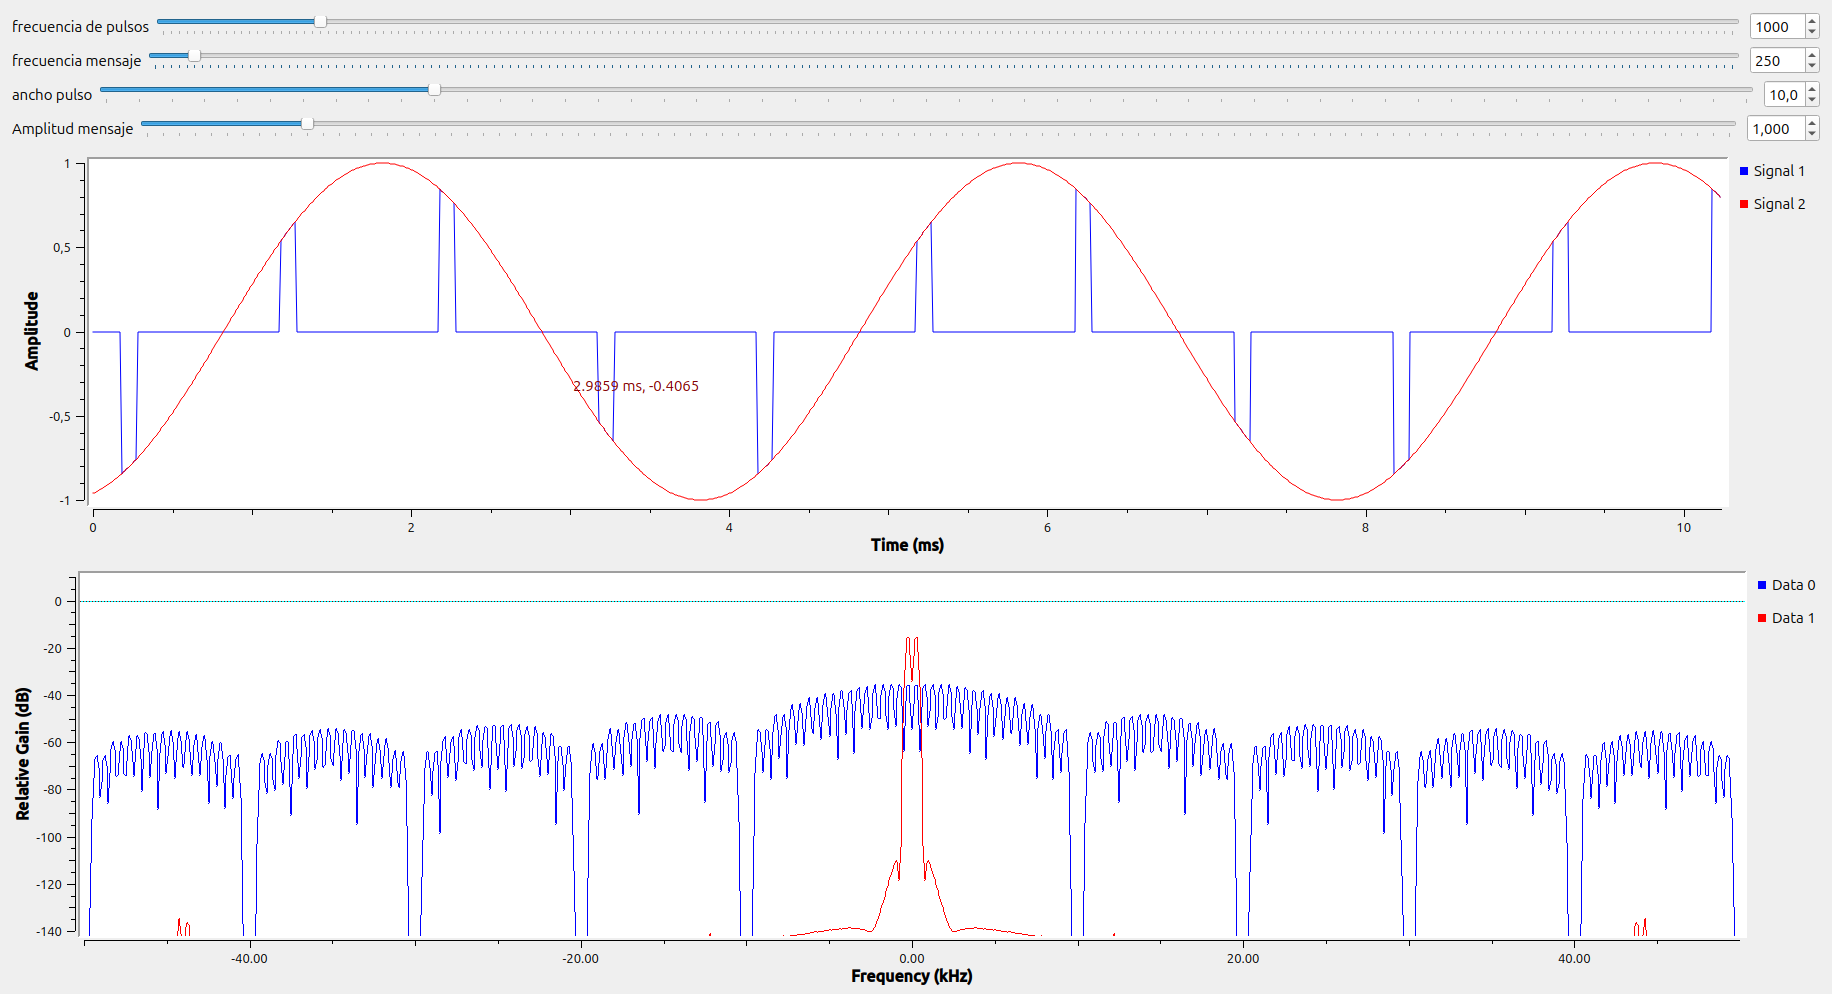 frecuencia de pulsos 1000
frecuencia mensaje 250
ancho pulso 10,0
Amplitud mensaje 1,000
Signal 1
Signal 2
Amplitude
1
0,5
0
-0,5
-1
2.9859 ms, -0.4065
0 2 4 6 8 10
Time (ms)
Data 0
Data 1
Relative Gain (dB)
0
-20
-40
-60
-80
-100
-120
-140
-40.00 -20.00 0.00 20.00 40.00
Frequency (kHz)